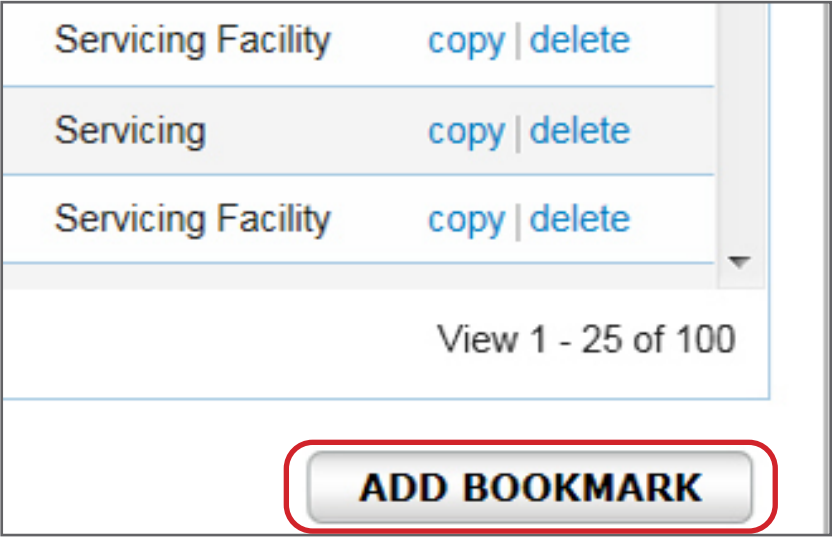 Servicing Facility copy | delete
Servicing copy | delete
Servicing Facility copy | delete
View 1 - 25 of 100
ADD BOOKMARK